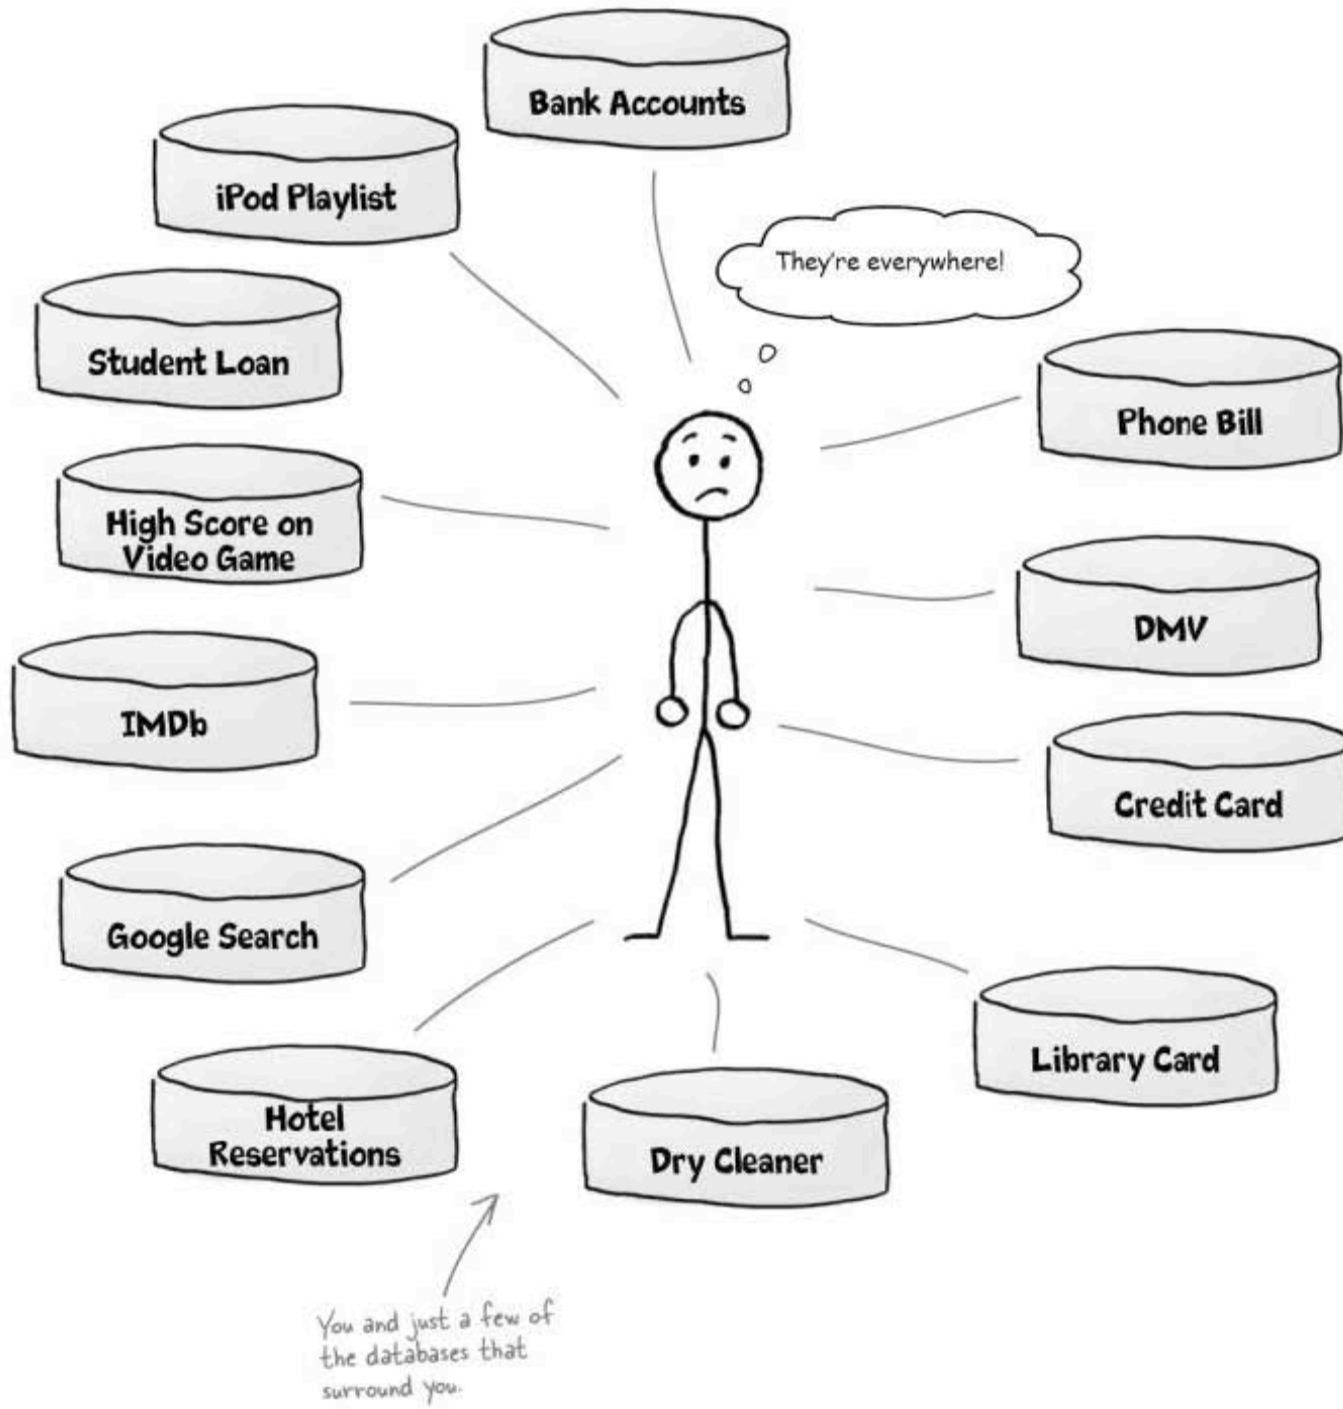 Bank Accounts
iPod Playlist
They're everywhere!
Student Loan
Phone Bill
High Score on
Video Game
DMV
IMDb
Credit Card
Google Search
Library Card
Hotel
Reservations
Dry Cleaner
You and just a few of
the databases that
surround you.